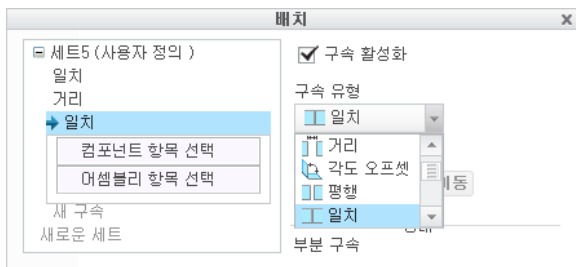 배치
세트5 (사용자 정의 )
일치
거리
일치
컴포넌트 항목 선택
어셈블리 항목 선택
새 구속
새로운 세트
구속 활성화
구속 유형
일치
거리
각도 오프셋
평행
일치
이동
부분 구속